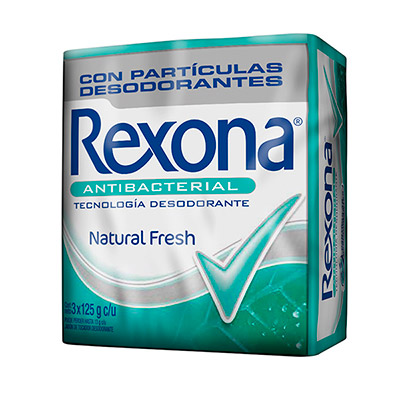 CON PARTÍCULAS
DESODORANTES
Rexona®
ANTIBACTERIAL
TECNOLOGÍA DESODORANTE
Natural Fresh
3x125 g c/u
Rexona